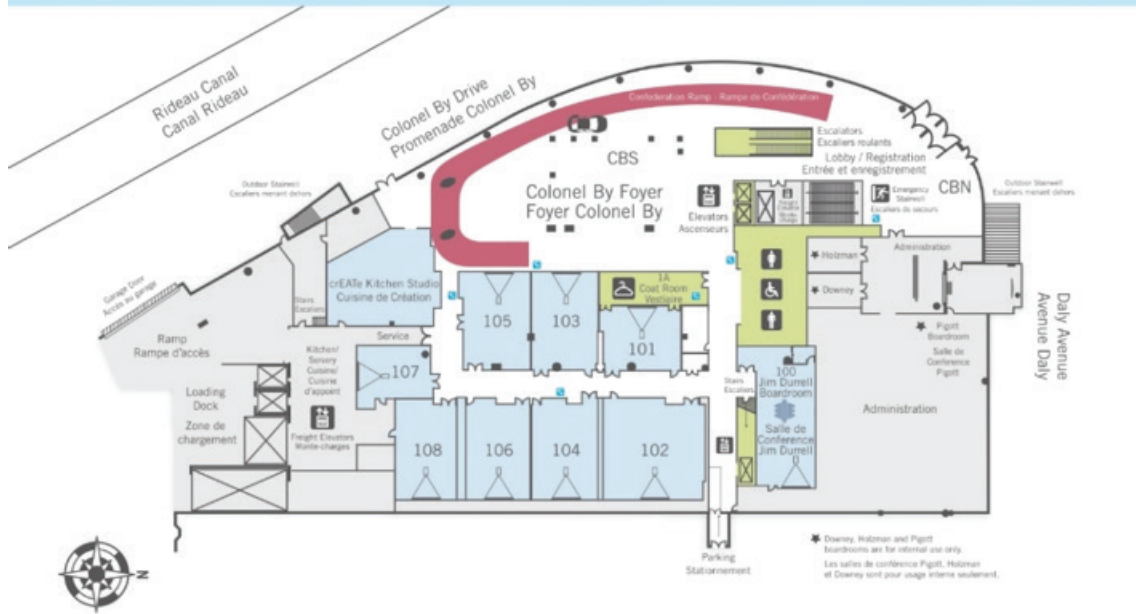 Rideau Canal
Canal Rideau
Colonel By Drive
Promenade Colonel By
Confederation Ramp - Rampe de Confédération
CBS
Escalators
Escaliers roulants
Lobby / Registration
Entrée et enregistrement
CBN
Outdoor Stairwell
Escaliers menant dehors
Outdoor Stairwell
Escaliers menant dehors
Colonel By Foyer
Foyer Colonel By
Elevators
Ascenseurs
Freight
Elevator
Monte-
charge
Emergency
Stairwell
Escaliers de secours
Administration
Holzman
Downey
Pigott
Boardroom
Salle de
Conférence
Pigott
Daly Avenue
Avenue Daly
Garage Door
Accès au garage
crEATe Kitchen Studio
Cuisine de Création
Stairs
Escaliers
1A
Coat Room
Vestiaire
105
103
101
Service
Ramp
Rampe d'accès
Kitchen/
Servery
Cuisine/
Cuisine
d'appoint
107
Loading
Dock
Zone de
chargement
Freight Elevators
Monte-charges
Stairs
Escaliers
100
Jim Durrell
Boardroom
Salle de
Conférence
Jim Durrell
Administration
108
106
104
102
Parking
Stationnement
Downey, Holzman and Pigott
boardrooms are for internal use only.
Les salles de conférence Pigott, Holzman
et Downey sont pour usage interne seulement.
N